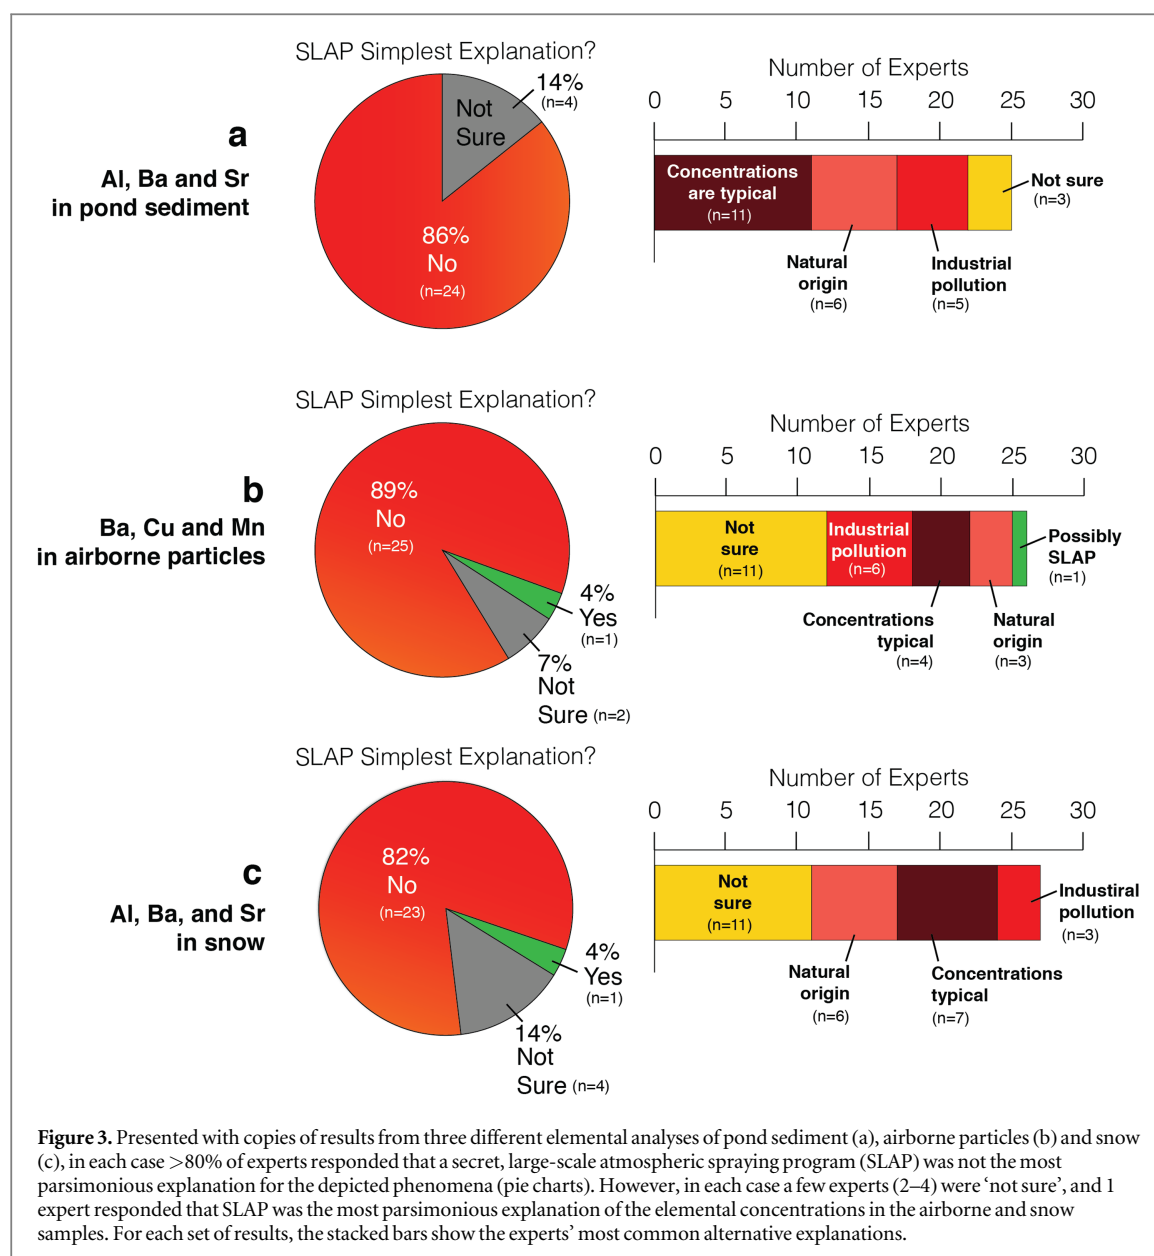 SLAP Simplest Explanation?
a
Al, Ba and Sr
in pond sediment
Not
Sure
14%
(n=4)
86%
No
(n=24)
Number of Experts
0 5 10 15 20 25 30
Concentrations
are typical
(n=11)
Not sure
(n=3)
Natural
origin
(n=6)
Industrial
pollution
(n=5)
SLAP Simplest Explanation?
b
Ba, Cu and Mn
in airborne particles
89%
No
(n=25)
4%
Yes
(n=1)
7%
Not
Sure (n=2)
Number of Experts
0 5 10 15 20 25 30
Not
sure
(n=11)
Industrial
pollution
(n=6)
Possibly
SLAP
(n=1)
Concentrations
typical
(n=4)
Natural
origin
(n=3)
SLAP Simplest Explanation?
c
Al, Ba, and Sr
in snow
82%
No
(n=23)
4%
Yes
(n=1)
14%
Not
Sure (n=4)
Number of Experts
0 5 10 15 20 25 30
Not
sure
(n=11)
Industiral
pollution
(n=3)
Natural
origin
(n=6)
Concentrations
typical
(n=7)
Figure 3. Presented with copies of results from three different elemental analyses of pond sediment (a), airborne particles (b) and snow
(c), in each case >80% of experts responded that a secret, large-scale atmospheric spraying program (SLAP) was not the most
parsimonious explanation for the depicted phenomena (pie charts). However, in each case a few experts (2–4) were ‘not sure’, and 1
expert responded that SLAP was the most parsimionious explanation of the elemental concentrations in the airborne and snow
samples. For each set of results, the stacked bars show the experts’ most common alternative explanations.